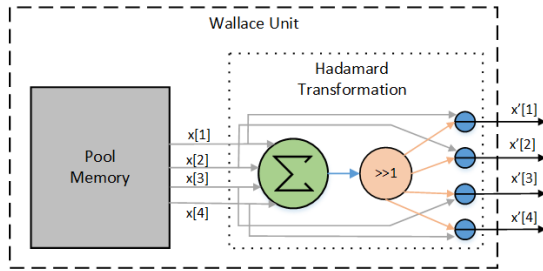 Wallace Unit
Hadamard
Transformation
Pool
Memory
x[1]
x[2]
x[3]
x[4]
Σ
>>1
x'[1]
x'[2]
x'[3]
x'[4]